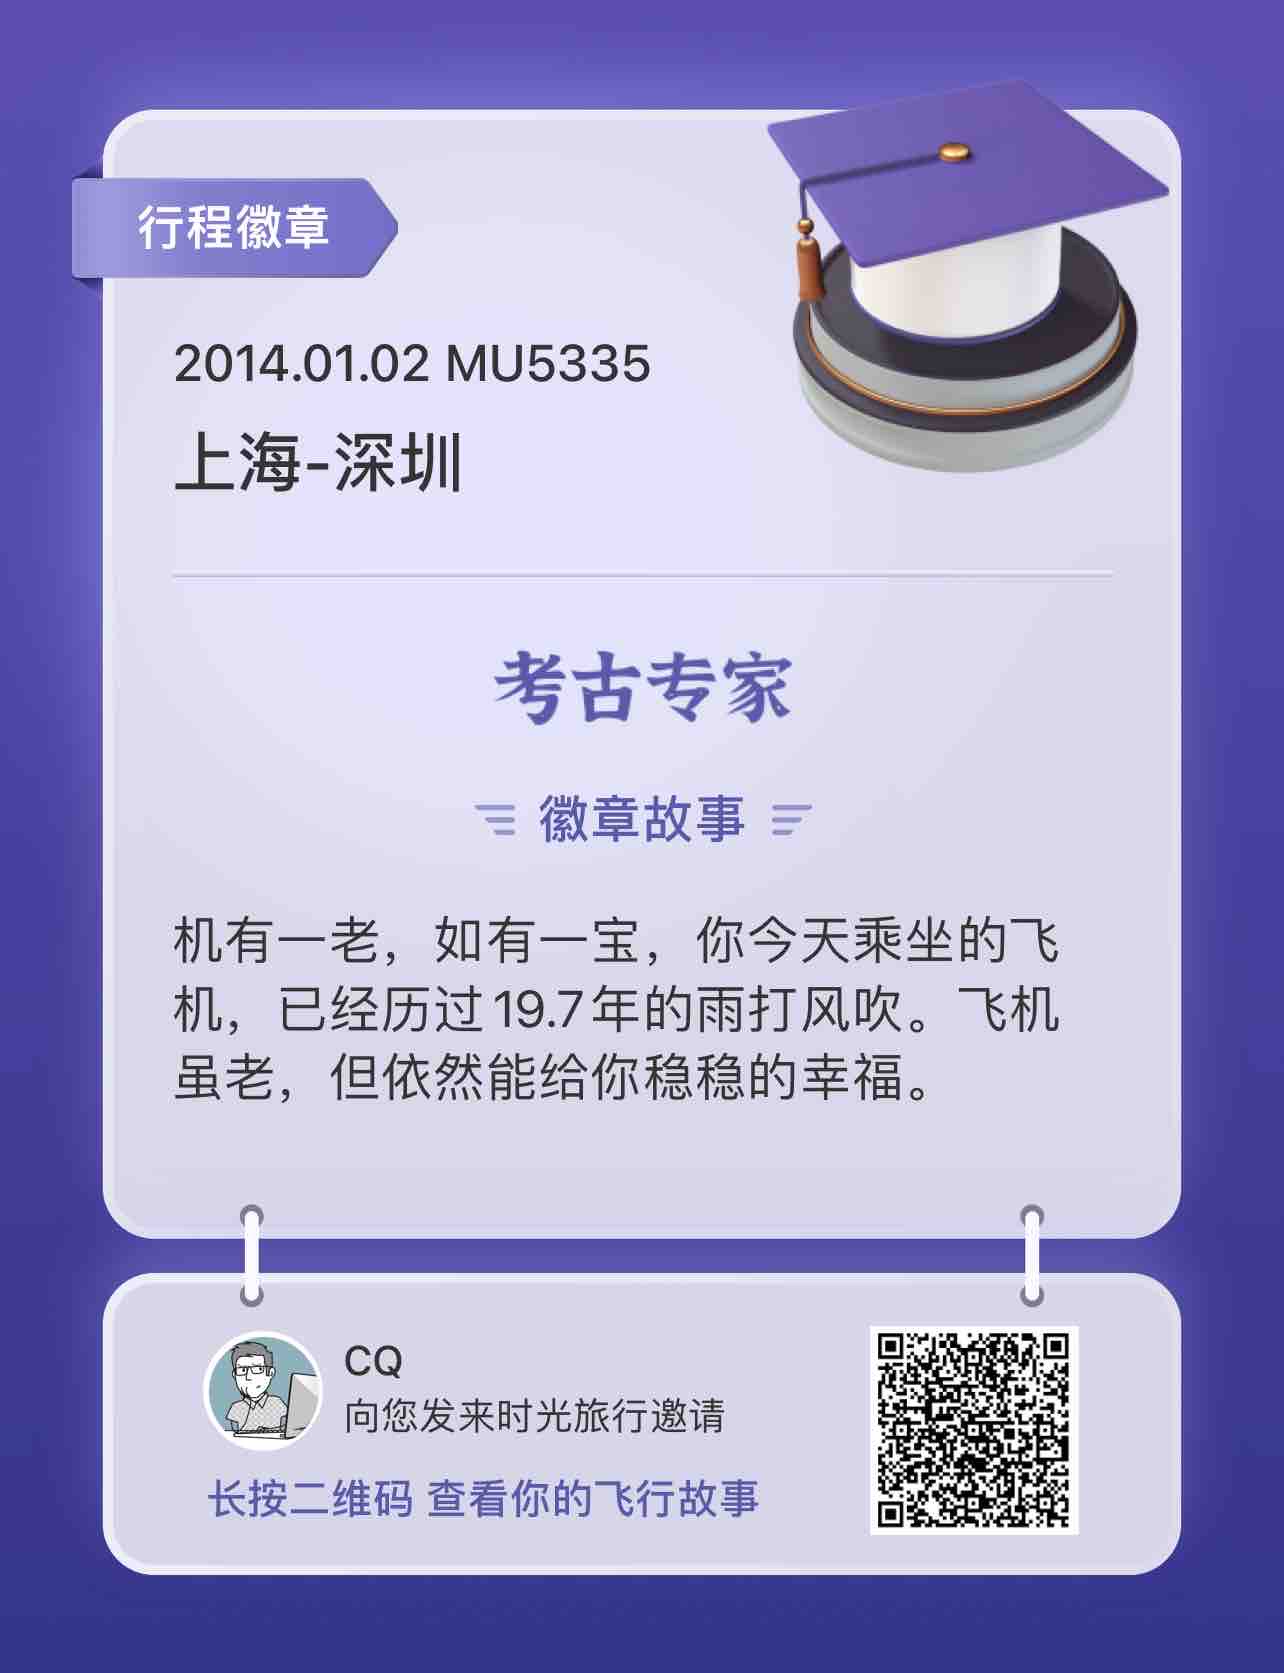 行程徽章
2014.01.02 MU5335
上海-深圳
考古专家
徽章故事
机有一老，如有一宝，你今天乘坐的飞
机，已经历过19.7年的雨打风吹。飞机
虽老，但依然能给你稳稳的幸福。
CQ
向您发来时光旅行邀请
长按二维码 查看你的飞行故事